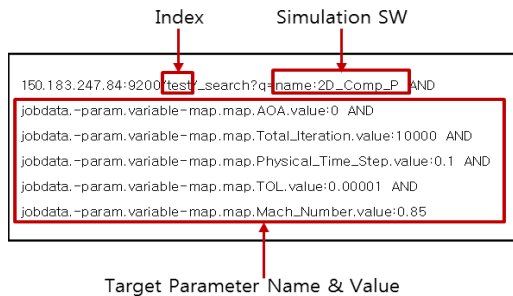 Index Simulation SW
150.183.247.84:9200/test/_search?q=name:2D_Comp_P AND
jobdata.-param.variable-map.map.AOA.value:0 AND
jobdata.-param.variable-map.map.Total_Iteration.value:10000 AND
jobdata.-param.variable-map.map.Physical_Time_Step.value:0.1 AND
jobdata.-param.variable-map.map.TOL.value:0.00001 AND
jobdata.-param.variable-map.map.Mach_Number.value:0.85
Target Parameter Name & Value